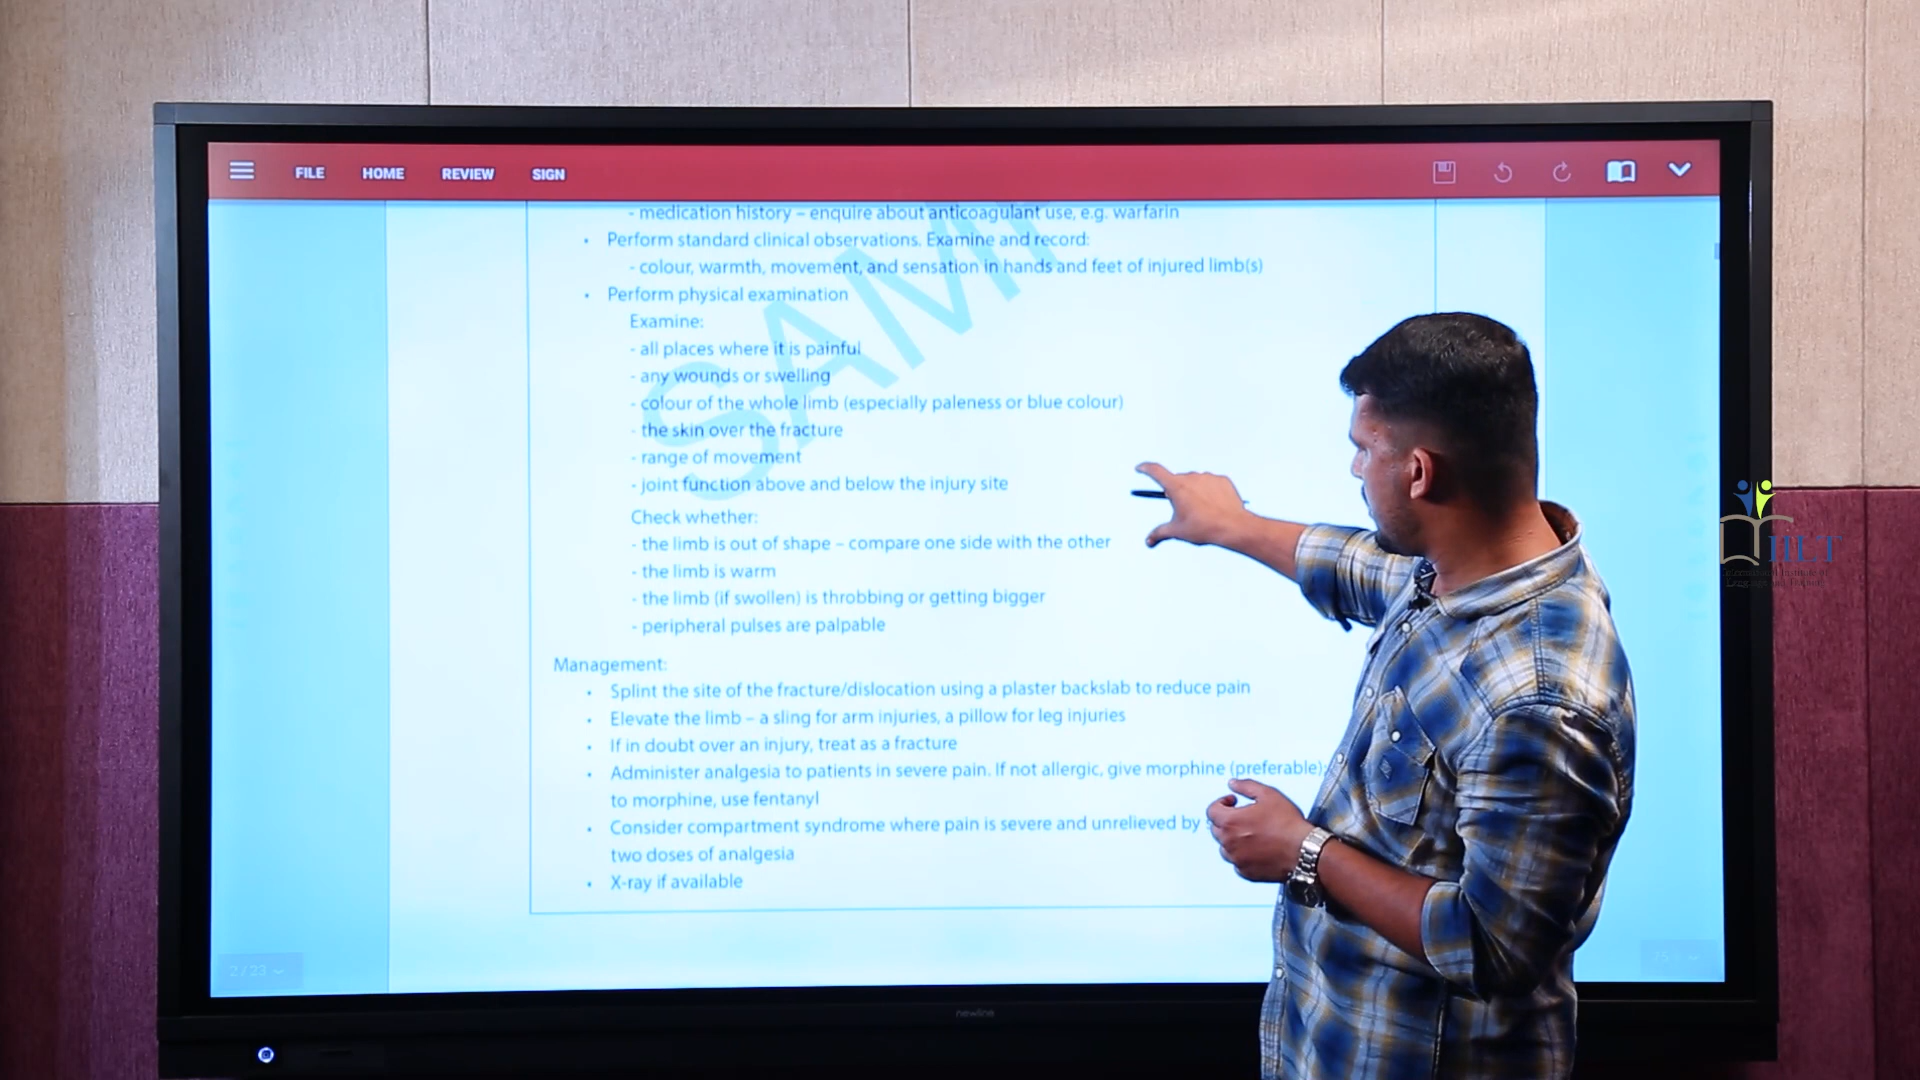 FILE HOME REVIEW SIGN
- medication history – enquire about anticoagulant use, e.g. warfarin
• Perform standard clinical observations. Examine and record:
- colour, warmth, movement, and sensation in hands and feet of injured limb(s)
• Perform physical examination
Examine:
- all places where it is painful
- any wounds or swelling
- colour of the whole limb (especially paleness or blue colour)
- the skin over the fracture
- range of movement
- joint function above and below the injury site
Check whether:
- the limb is out of shape – compare one side with the other
- the limb is warm
- the limb (if swollen) is throbbing or getting bigger
- peripheral pulses are palpable
Management:
• Splint the site of the fracture/dislocation using a plaster backslab to reduce pain
• Elevate the limb – a sling for arm injuries, a pillow for leg injuries
• If in doubt over an injury, treat as a fracture
• Administer analgesia to patients in severe pain. If not allergic, give morphine (preferable);
to morphine, use fentanyl
• Consider compartment syndrome where pain is severe and unrelieved by
two doses of analgesia
• X-ray if available
2 / 23
newline
IILT
International Institute of